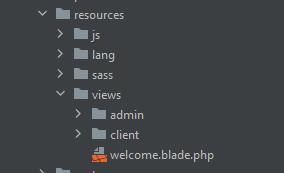 resources
js
lang
sass
views
admin
client
welcome.blade.php